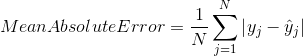 MeanAbsoluteError = \frac{1}{N} \sum_{j=1}^{N} |y_j - \hat{y}_j|